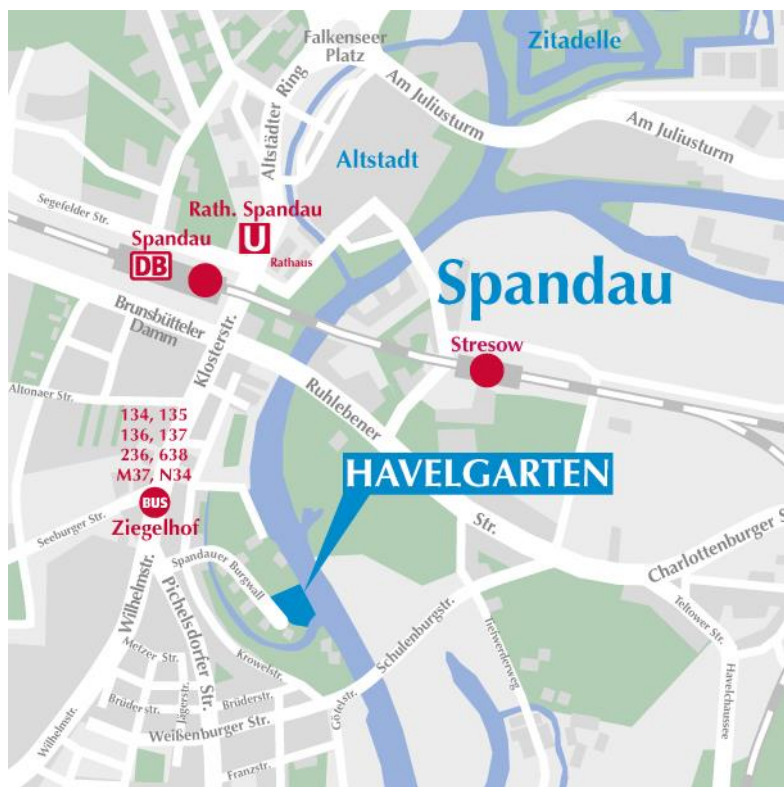 Falkenseer
Platz
Zitadelle
Am Juliusturm
Am Juliusturm
Altstädter Ring
Altstadt
Segefelder Str.
Rath. Spandau
U
Rathaus
Spandau
DB
Spandau
Brunsbütteler
Damm
Klosterstr.
Stresow
Altonaer Str.
Ruhlebener
Str.
134, 135
136, 137
236, 638
M37, N34
BUS
Ziegelhof
HAVELGARTEN
Seeburger Str.
Spandauer Burgwall
Charlottenburger S
Wilhelmstr.
Pichelsdorfer Str.
Teltower Str.
Schulenburgstr.
Tiefwerderweg
Metzer Str.
Krowelstr.
Havelchaussee
Brüder str.
Jägerstr.
Brüderstr.
Götelstr.
Weißenburger Str.
Wilhelmstr.
Franzstr.